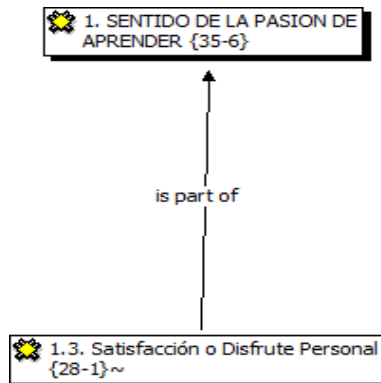 1. SENTIDO DE LA PASION DE
APRENDER {35-6}
is part of
1.3. Satisfacción o Disfrute Personal
{28-1}~